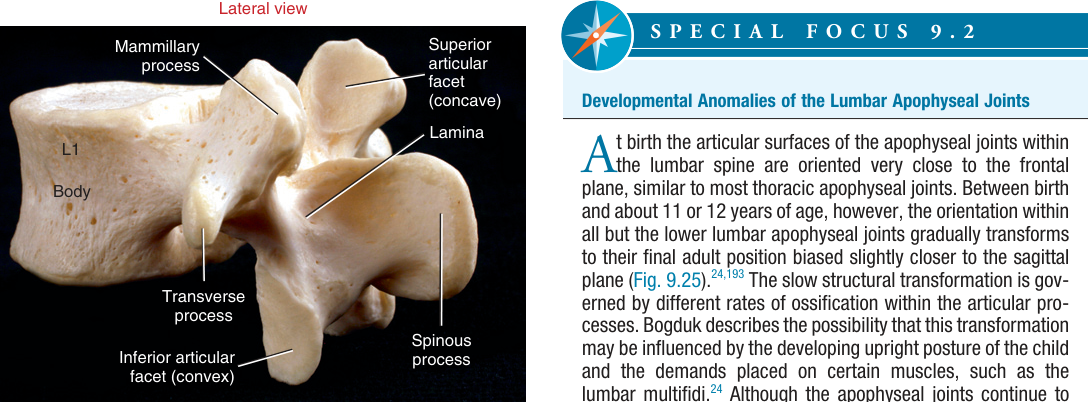 Lateral view
Mammillary
process
Superior
articular
facet
(concave)
Lamina
L1
Body
Transverse
process
Inferior articular
facet (convex)
Spinous
process
SPECIAL FOCUS 9.2
Developmental Anomalies of the Lumbar Apophyseal Joints
At birth the articular surfaces of the apophyseal joints within
the lumbar spine are oriented very close to the frontal
plane, similar to most thoracic apophyseal joints. Between birth
and about 11 or 12 years of age, however, the orientation within
all but the lower lumbar apophyseal joints gradually transforms
to their final adult position biased slightly closer to the sagittal
plane (Fig. 9.25).24,193 The slow structural transformation is gov-
erned by different rates of ossification within the articular pro-
cesses. Bogduk describes the possibility that this transformation
may be influenced by the developing upright posture of the child
and the demands placed on certain muscles, such as the
lumbar multifidi.24 Although the apophyseal joints continue to